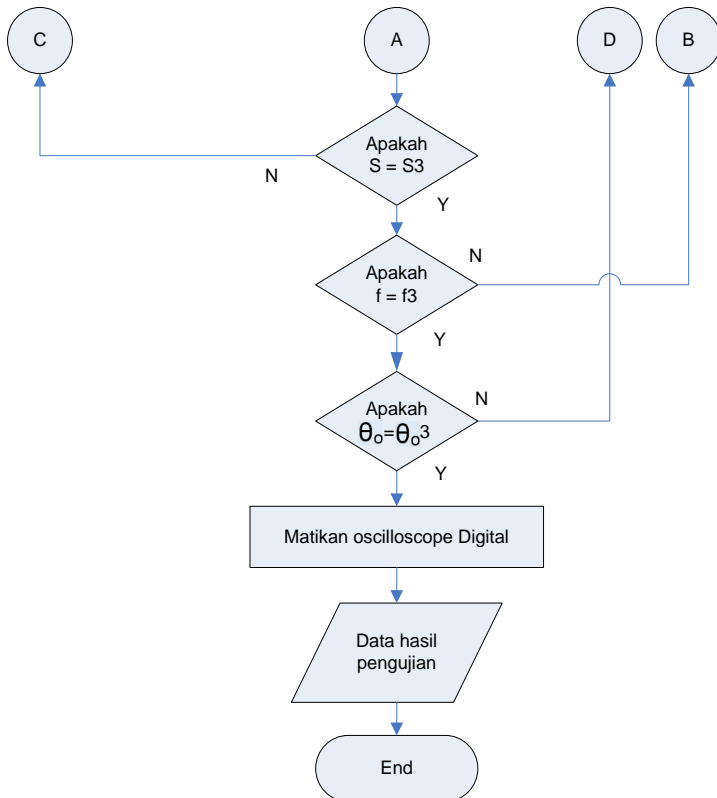 C
A
D
B
Apakah
S = S3
N
Y
Apakah
f = f3
N
Y
Apakah
θₒ=θₒ3
N
Y
Matikan oscilloscope Digital
Data hasil
pengujian
End